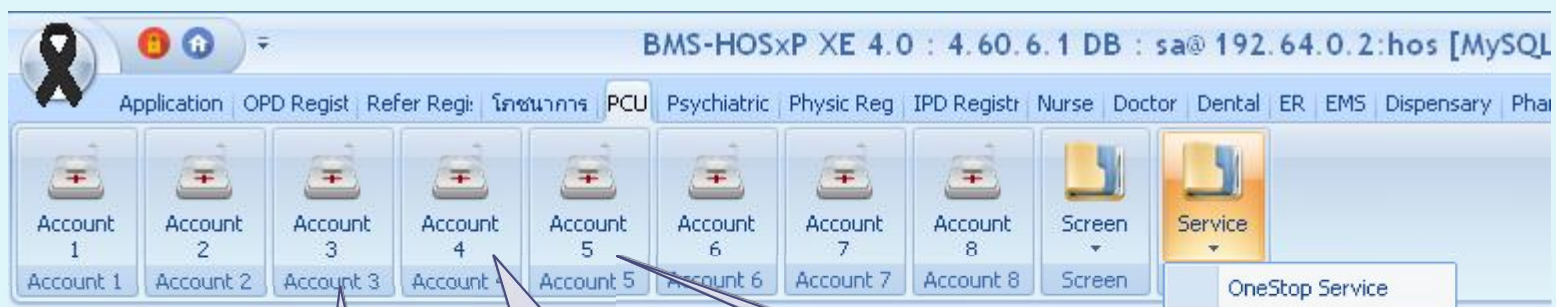 BMS-HOSxP XE 4.0 : 4.60.6.1 DB : sa@192.64.0.2:hos [MySQL
Application OPD Regist Refer Regi: โภชนาการ PCU Psychiatric Physic Reg IPD Registr Nurse Doctor Dental ER EMS Dispensary Phar
Account 1 Account 2 Account 3 Account 4 Account 5 Account 6 Account 7 Account 8 Screen Service
Account 1 Account 2 Account 3 Account 4 Account 5 Account 6 Account 7 Account 8 Screen
OneStop Service